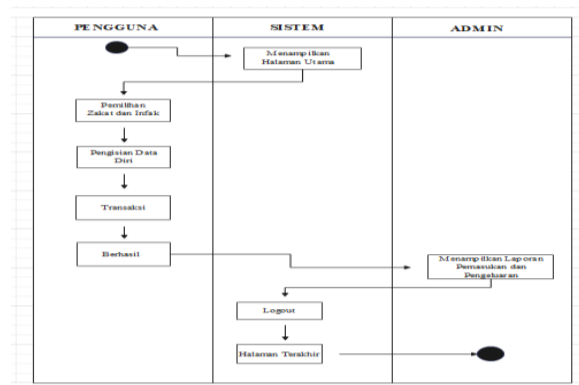 PENGGUNA
SISTEM
ADMIN
Menampilkan
Halaman Utama
Pemilihan
Zakat dan Infak
Pengisian Data
Diri
Transaksi
Berhasil
Menampilkan Laporan
Pemasukan dan
Pengeluaran
Logout
Halaman Terakhir